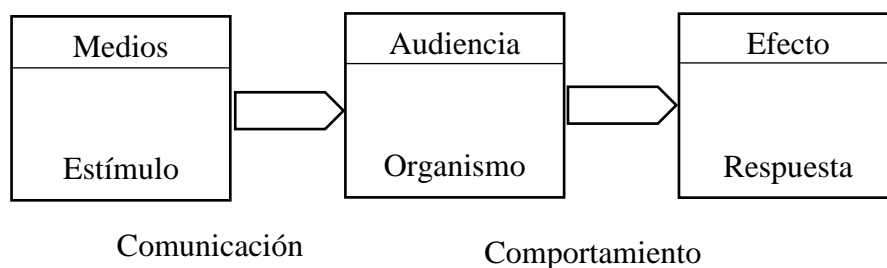 Medios
Estímulo
Audiencia
Organismo
Efecto
Respuesta
Comunicación
Comportamiento